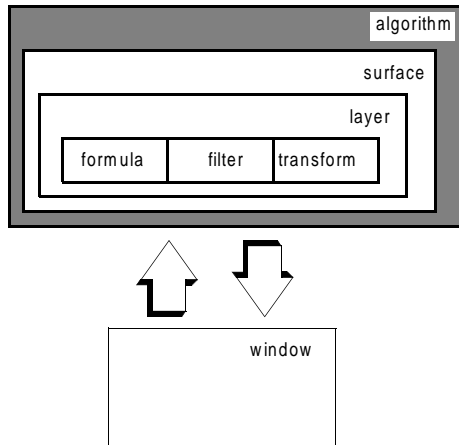 algorithm
surface
layer
formula filter transform
window